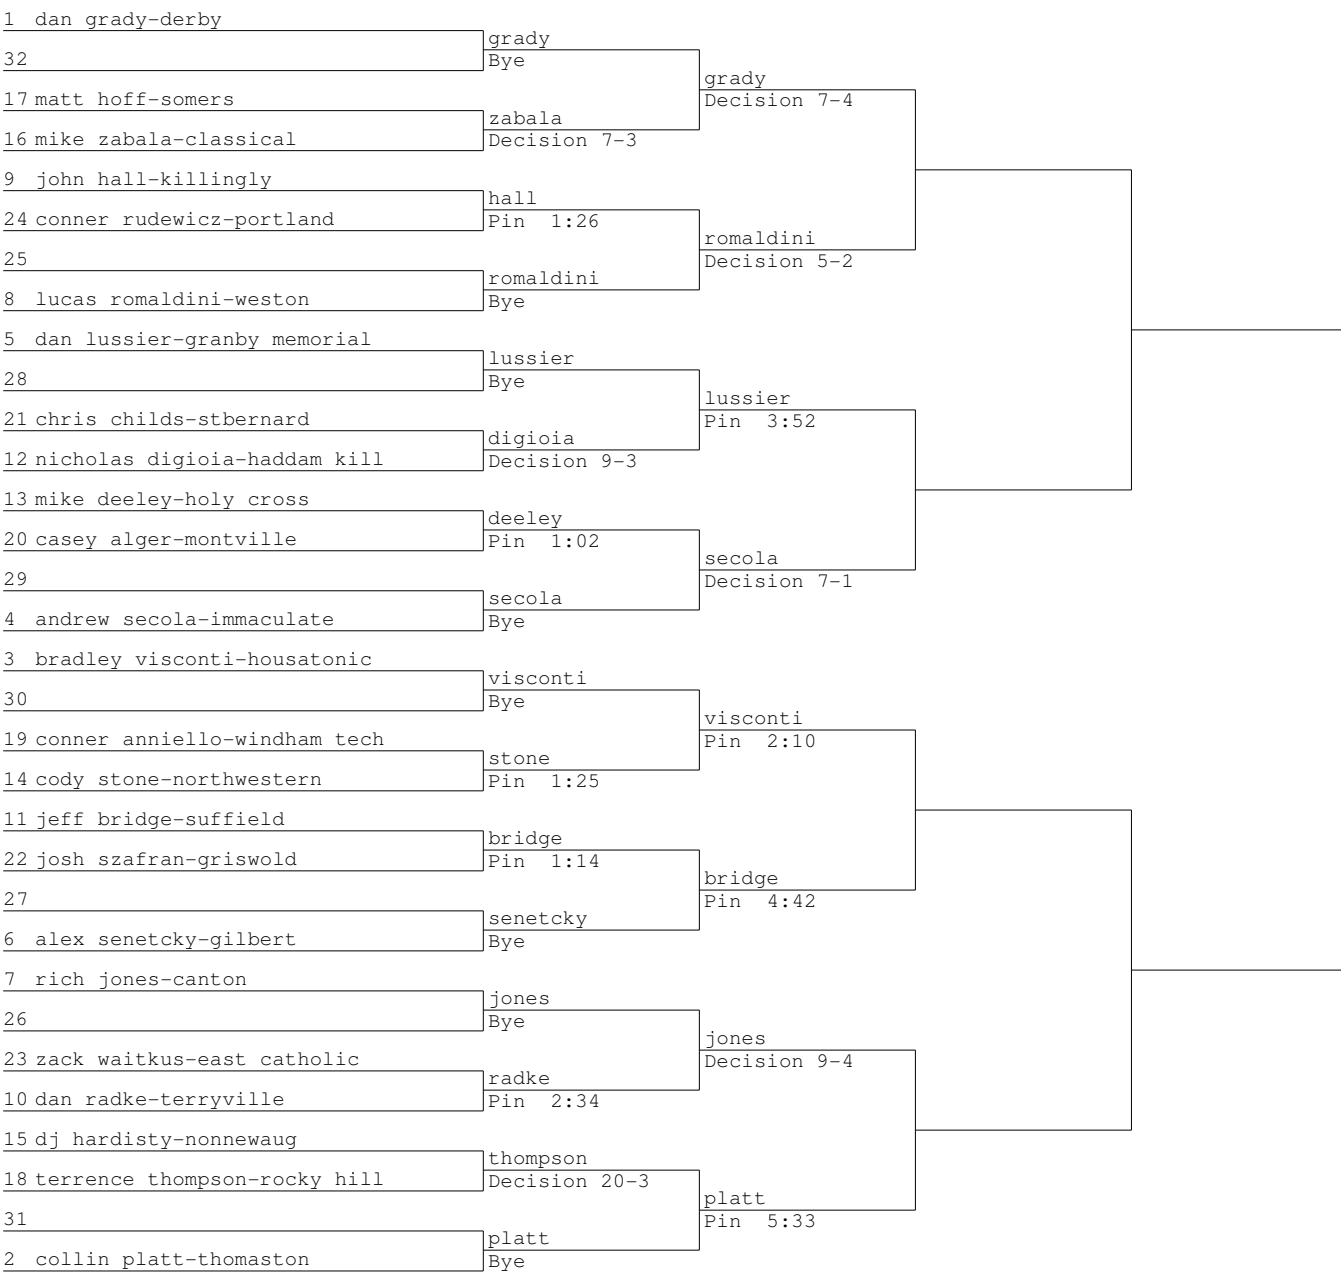 1 dan grady-derby
grady
32
Bye
grady
17 matt hoff-somers
Decision 7-4
zabala
16 mike zabala-classical
Decision 7-3
9 john hall-killingly
hall
24 conner rudewicz-portland
Pin 1:26
romaldini
25
Decision 5-2
romaldini
8 lucas romaldini-weston
Bye
5 dan lussier-granby memorial
lussier
28
Bye
lussier
21 chris childs-stbernard
Pin 3:52
digioia
12 nicholas digioia-haddam kill
Decision 9-3
13 mike deeley-holy cross
deeley
20 casey alger-montville
Pin 1:02
secola
29
Decision 7-1
secola
4 andrew secola-immaculate
Bye
3 bradley visconti-housatonic
visconti
30
Bye
visconti
19 conner anniello-windham tech
Pin 2:10
stone
14 cody stone-northwestern
Pin 1:25
11 jeff bridge-suffield
bridge
22 josh szafran-griswold
Pin 1:14
bridge
27
Pin 4:42
senetcky
6 alex senetcky-gilbert
Bye
7 rich jones-canton
jones
26
Bye
jones
23 zack waitkus-east catholic
Decision 9-4
radke
10 dan radke-terryville
Pin 2:34
15 dj hardisty-nonnewaug
thompson
18 terrence thompson-rocky hill
Decision 20-3
platt
31
Pin 5:33
platt
2 collin platt-thomaston
Bye